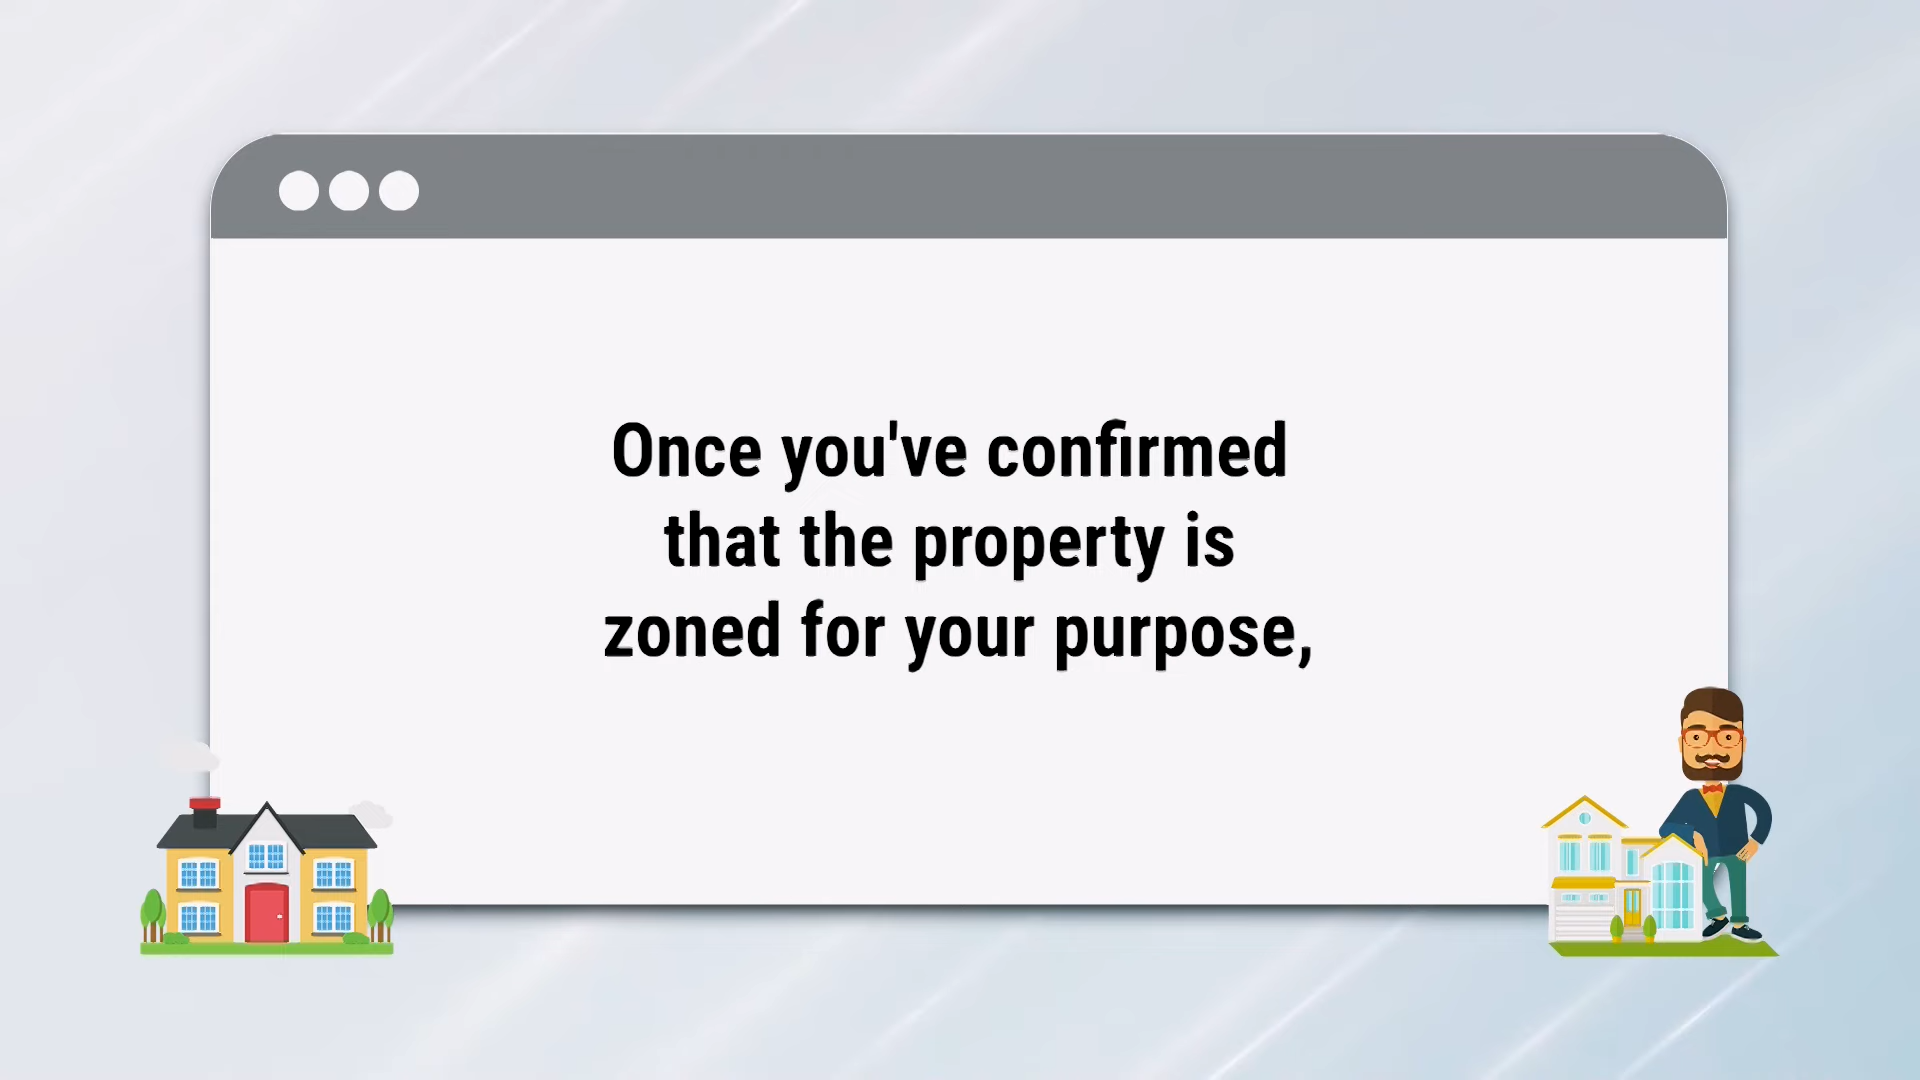 Once you've confirmed
that the property is
zoned for your purpose,